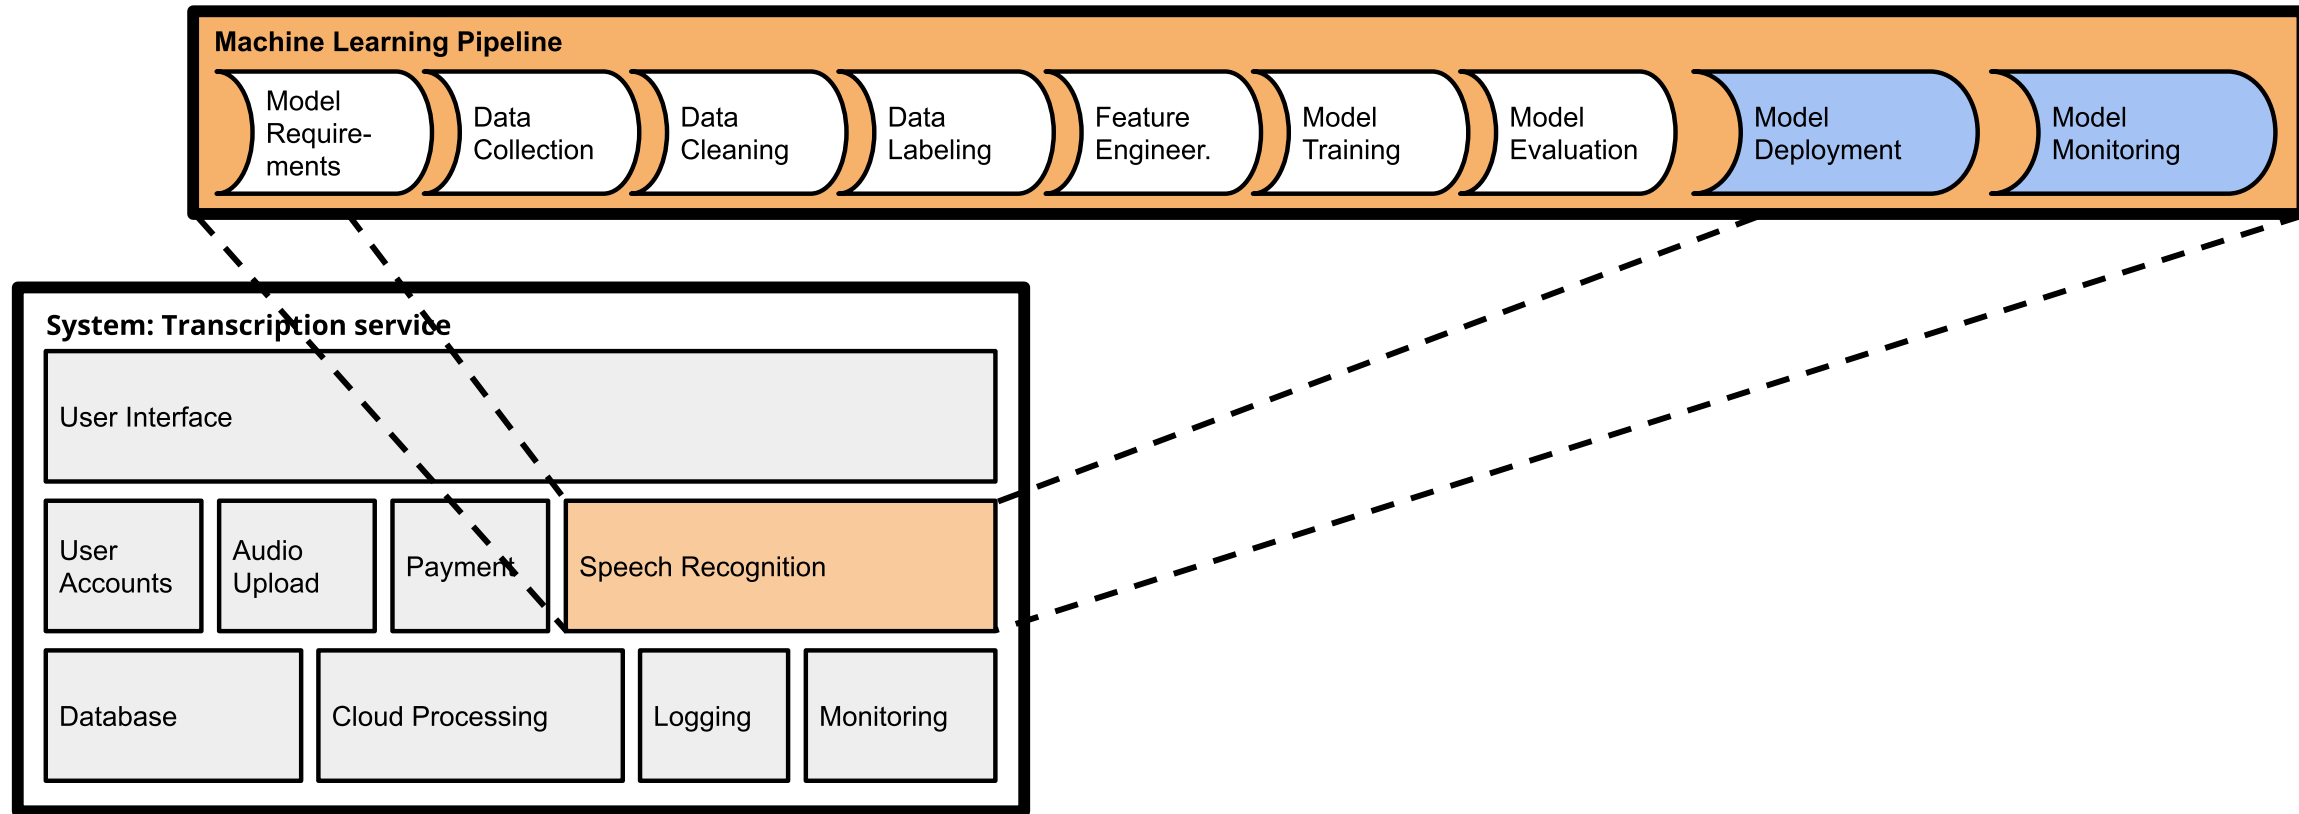 Machine Learning Pipeline
Model
Require-
ments
Data
Collection
Data
Cleaning
Data
Labeling
Feature
Engineer.
Model
Training
Model
Evaluation
Model
Deployment
Model
Monitoring
System: Transcription service
User Interface
User
Accounts
Audio
Upload
Payment
Speech Recognition
Database
Cloud Processing
Logging
Monitoring